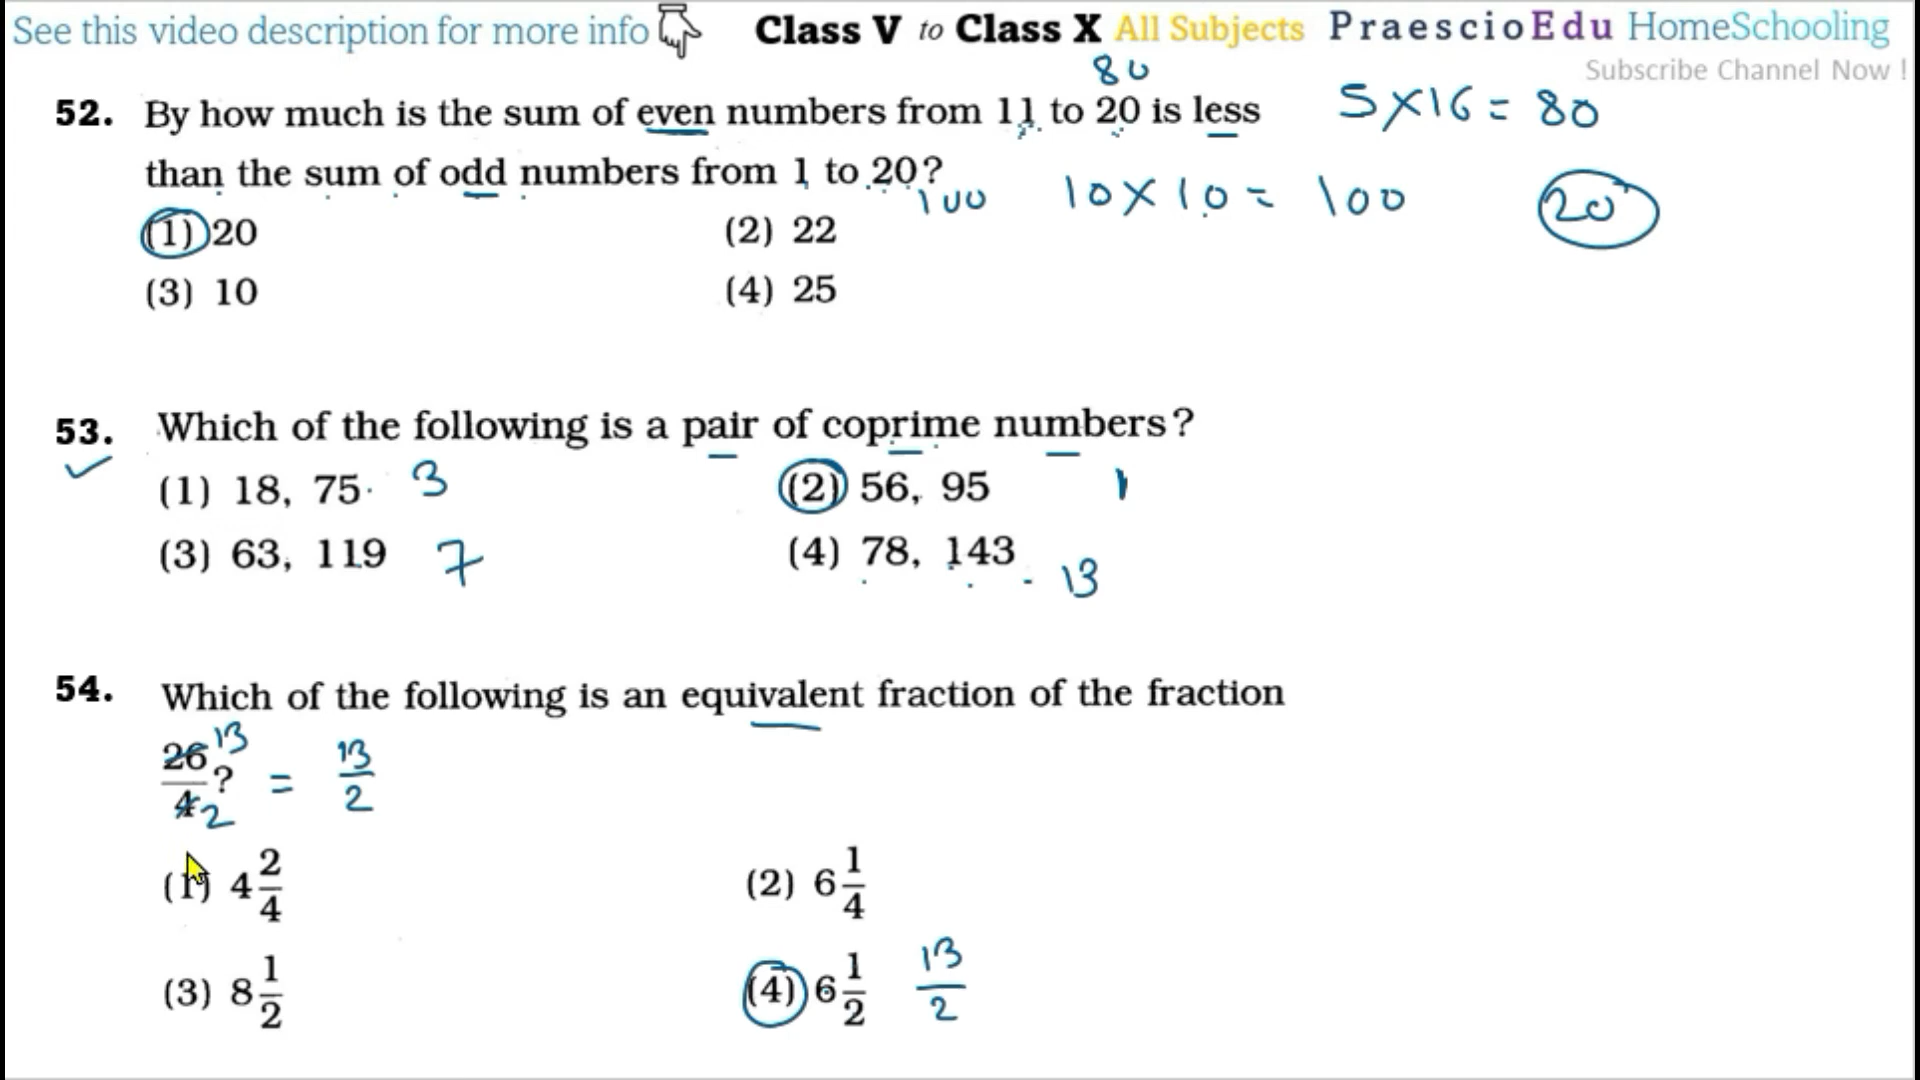 See this video description for more info Class V to Class X All Subjects PraescioEdu HomeSchooling
Subscribe Channel Now !
80
52. By how much is the sum of even numbers from 11 to 20 is less 5×16=80
than the sum of odd numbers from 1 to 20? 100 10×10= 100 20
(1) 20 (2) 22
(3) 10 (4) 25
53. Which of the following is a pair of coprime numbers?
(1) 18, 75 3 (2) 56, 95 1
(3) 63, 119 7 (4) 78, 143 13
54. Which of the following is an equivalent fraction of the fraction
26/4? 13 2 = 13/2
(1) 4 2/4 (2) 6 1/4
(3) 8 1/2 (4) 6 1/2 13/2